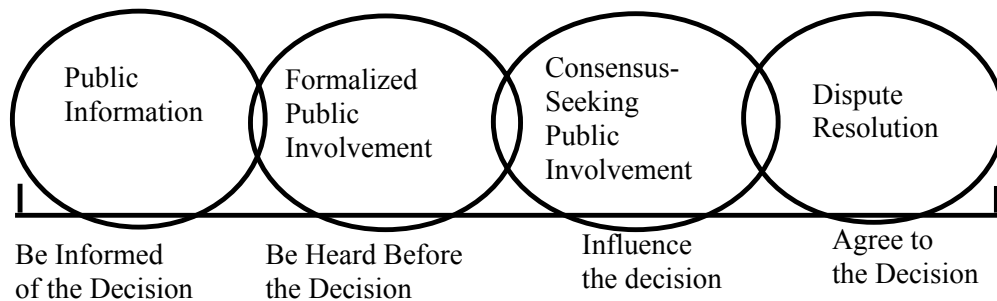 Public
Information
Formalized
Public
Involvement
Consensus-
Seeking
Public
Involvement
Dispute
Resolution
Be Informed
of the Decision
Be Heard Before
the Decision
Influence
the decision
Agree to
the Decision